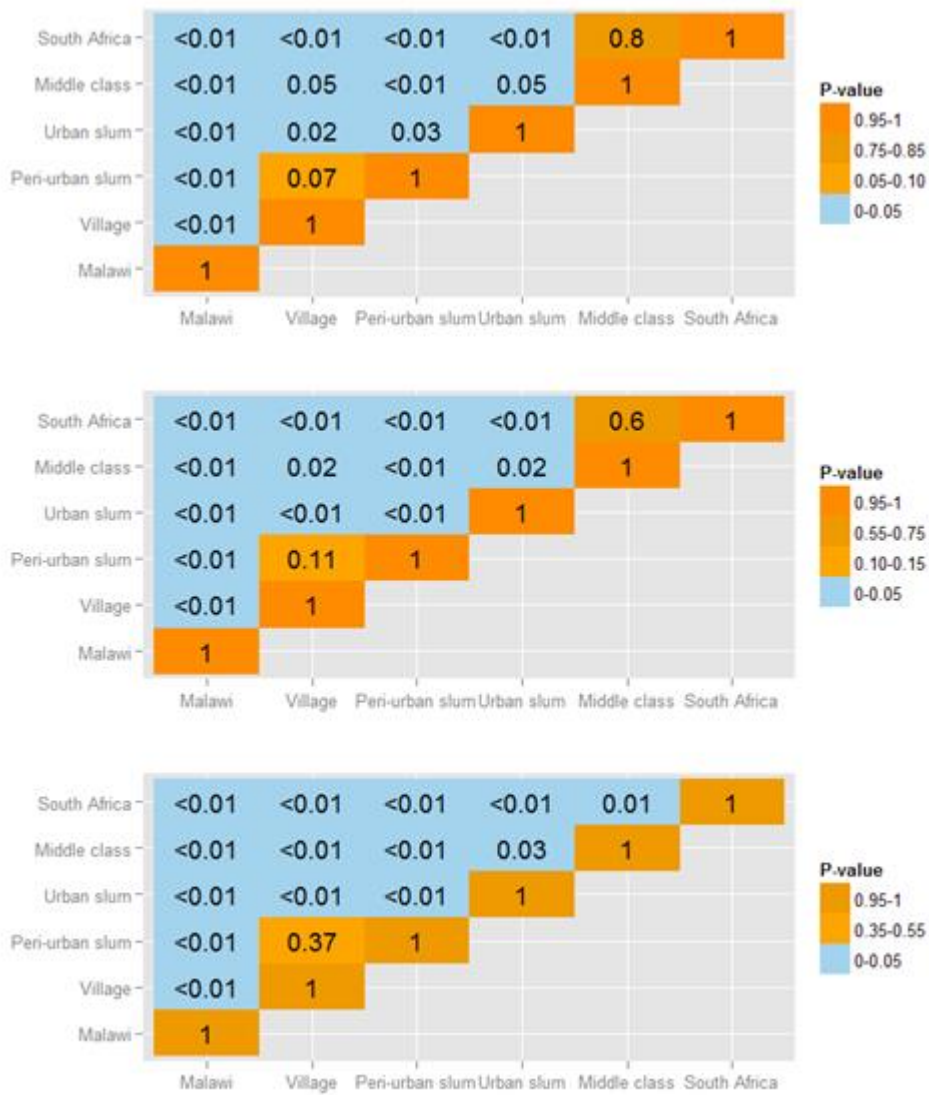 South Africa <0.01 <0.01 <0.01 <0.01 0.8 1
Middle class <0.01 0.05 <0.01 0.05 1
Urban slum <0.01 0.02 0.03 1
Peri-urban slum <0.01 0.07 1
Village <0.01 1
Malawi 1
Malawi Village Peri-urban slum Urban slum Middle class South Africa
P-value
0.95-1
0.75-0.85
0.05-0.10
0-0.05
South Africa <0.01 <0.01 <0.01 <0.01 0.6 1
Middle class <0.01 0.02 <0.01 0.02 1
Urban slum <0.01 <0.01 <0.01 1
Peri-urban slum <0.01 0.11 1
Village <0.01 1
Malawi 1
Malawi Village Peri-urban slum Urban slum Middle class South Africa
P-value
0.95-1
0.55-0.75
0.10-0.15
0-0.05
South Africa <0.01 <0.01 <0.01 <0.01 0.01 1
Middle class <0.01 <0.01 <0.01 0.03 1
Urban slum <0.01 <0.01 <0.01 1
Peri-urban slum <0.01 0.37 1
Village <0.01 1
Malawi 1
Malawi Village Peri-urban slum Urban slum Middle class South Africa
P-value
0.95-1
0.35-0.55
0-0.05